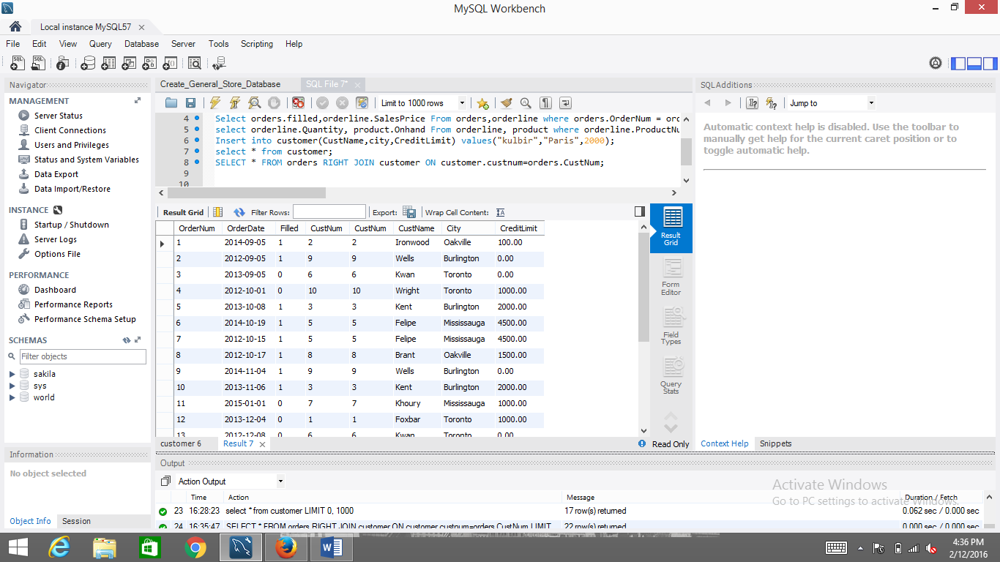 MySQL Workbench
Local instance MySQL57
File Edit View Query Database Server Tools Scripting Help
Navigator
MANAGEMENT
Server Status
Client Connections
Users and Privileges
Status and System Variables
Data Export
Data Import/Restore
INSTANCE
Startup / Shutdown
Server Logs
Options File
PERFORMANCE
Dashboard
Performance Reports
Performance Schema Setup
SCHEMAS
Filter objects
sakila
sys
world
Information
No object selected
Object Info Session
Create_General_Store_Database SQL File 7*
Limit to 1000 rows
4 Select orders.filled,orderline.SalesPrice From orders,orderline where orders.OrderNum = ord
5 select orderline.Quantity, product.Onhand From orderline, product where orderline.ProductNu
6 Insert into customer(CustName,city,CreditLimit) values("kulbir","Paris",2000);
7 select * from customer;
8 SELECT * FROM orders RIGHT JOIN customer ON customer.custnum=orders.CustNum;
9
10
Result Grid Filter Rows: Export: Wrap Cell Content:
OrderNum OrderDate Filled CustNum CustNum CustName City CreditLimit
1 2014-09-05 1 2 2 Ironwood Oakville 100.00
2 2012-09-05 1 9 9 Wells Burlington 0.00
3 2013-09-05 0 6 6 Kwan Toronto 0.00
4 2012-10-01 0 10 10 Wright Toronto 1000.00
5 2013-10-08 1 3 3 Kent Burlington 2000.00
6 2014-10-19 1 5 5 Felipe Mississauga 4500.00
7 2012-10-15 1 5 5 Felipe Mississauga 4500.00
8 2012-10-17 1 8 8 Brant Oakville 1500.00
9 2014-11-04 1 9 9 Wells Burlington 0.00
10 2013-11-06 1 3 3 Kent Burlington 2000.00
11 2015-01-01 0 7 7 Khoury Mississauga 1000.00
12 2013-12-04 0 1 1 Foxbar Toronto 1000.00
13 2012-12-08 0 6 6 Kwan Toronto 0.00
Result
Grid
Form
Editor
Field
Types
Query
Stats
customer 6 Result 7
Read Only
SQLAdditions
Jump to
Automatic context help is disabled. Use the toolbar to
manually get help for the current caret position or to
toggle automatic help.
Context Help Snippets
Output
Action Output
Time Action Message Duration / Fetch
23 16:28:23 select * from customer LIMIT 0, 1000 17 row(s) returned 0.062 sec / 0.000 sec
24 16:35:47 SELECT * FROM orders RIGHT JOIN customer ON customer.custnum=orders.CustNum LIMIT 22 row(s) returned 0.000 sec / 0.000 sec
Activate Windows
Go to PC settings to activate Windows.
4:36 PM
2/12/2016